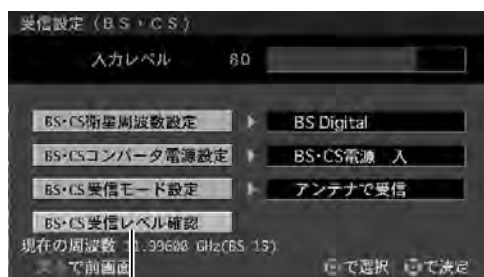 受信設定（BS・CS）
入力レベル 80
BS・CS衛星周波数設定 BS Digital
BS・CSコンバータ電源設定 BS・CS電源 入
BS・CS受信モード設定 アンテナで受信
BS・CS受信レベル確認
現在の周波数 11.99600 GHz(BS 15)
で前画面 で選択 で決定